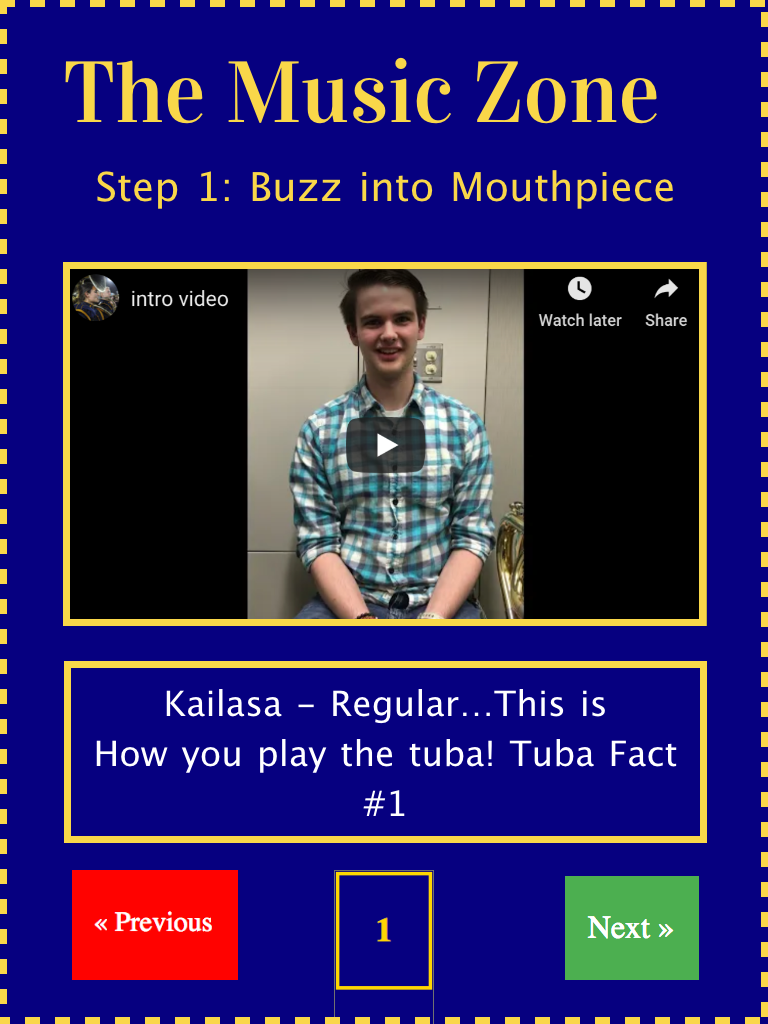 The Music Zone
Step 1: Buzz into Mouthpiece
intro video
Watch later
Share
Kailasa – Regular...This is
How you play the tuba! Tuba Fact
#1
« Previous
1
Next »